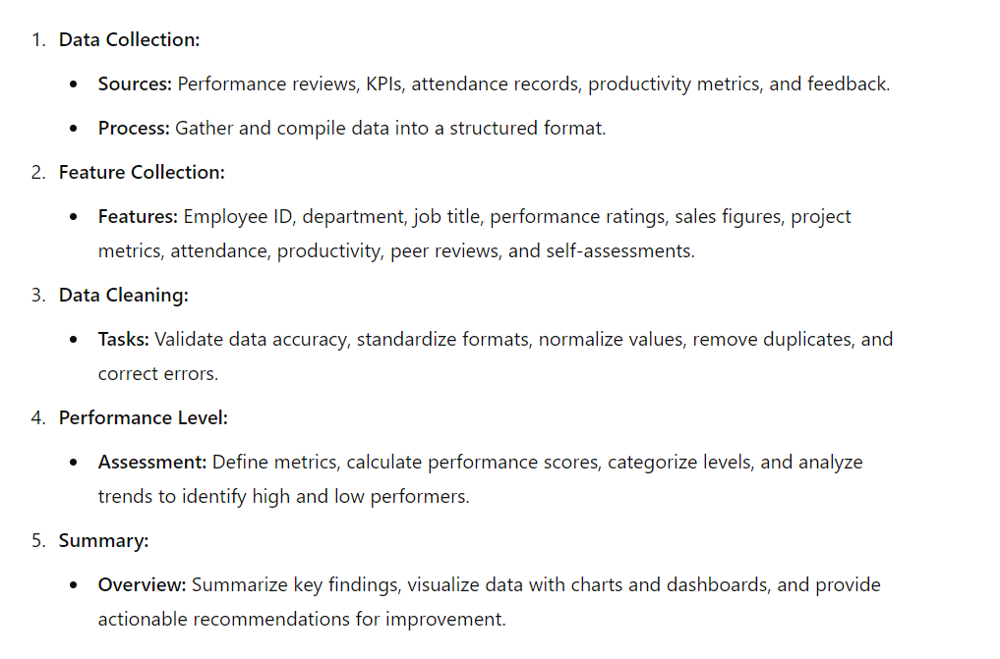 1. Data Collection:
• Sources: Performance reviews, KPIs, attendance records, productivity metrics, and feedback.
• Process: Gather and compile data into a structured format.
2. Feature Collection:
• Features: Employee ID, department, job title, performance ratings, sales figures, project
metrics, attendance, productivity, peer reviews, and self-assessments.
3. Data Cleaning:
• Tasks: Validate data accuracy, standardize formats, normalize values, remove duplicates, and
correct errors.
4. Performance Level:
• Assessment: Define metrics, calculate performance scores, categorize levels, and analyze
trends to identify high and low performers.
5. Summary:
• Overview: Summarize key findings, visualize data with charts and dashboards, and provide
actionable recommendations for improvement.